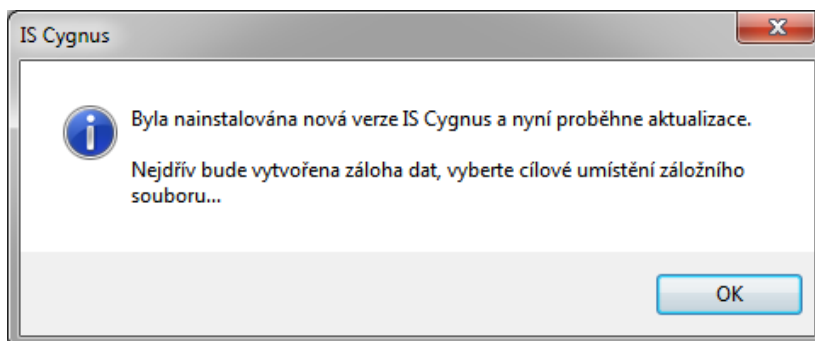 IS Cygnus
Byla nainstalována nová verze IS Cygnus a nyní proběhne aktualizace.
Nejdřív bude vytvořena záloha dat, vyberte cílové umístění záložního
souboru...
OK